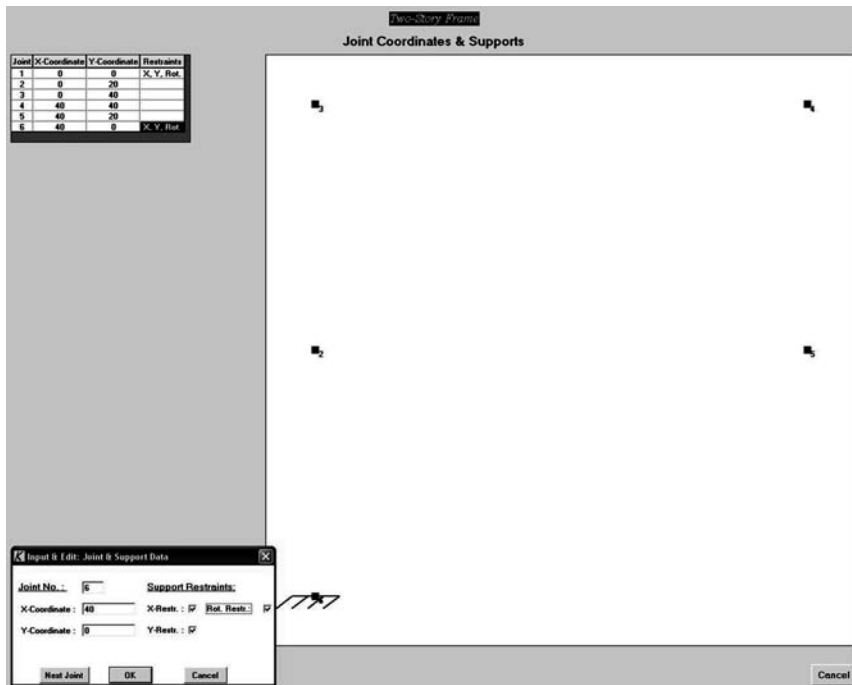 Two-Story Frame
Joint Coordinates & Supports
Joint X-Coordinate Y-Coordinate Restraints
1 0 0 X, Y, Rot.
2 0 20
3 0 40
4 40 40
5 40 20
6 40 0 X, Y, Rot.
3
4
2
5
Input & Edit: Joint & Support Data
Joint No. : 6 Support Restraints:
X-Coordinate : 40 X-Restr. : Rot. Restr.:
Y-Coordinate : 0 Y-Restr. :
Next Joint OK Cancel
Cancel